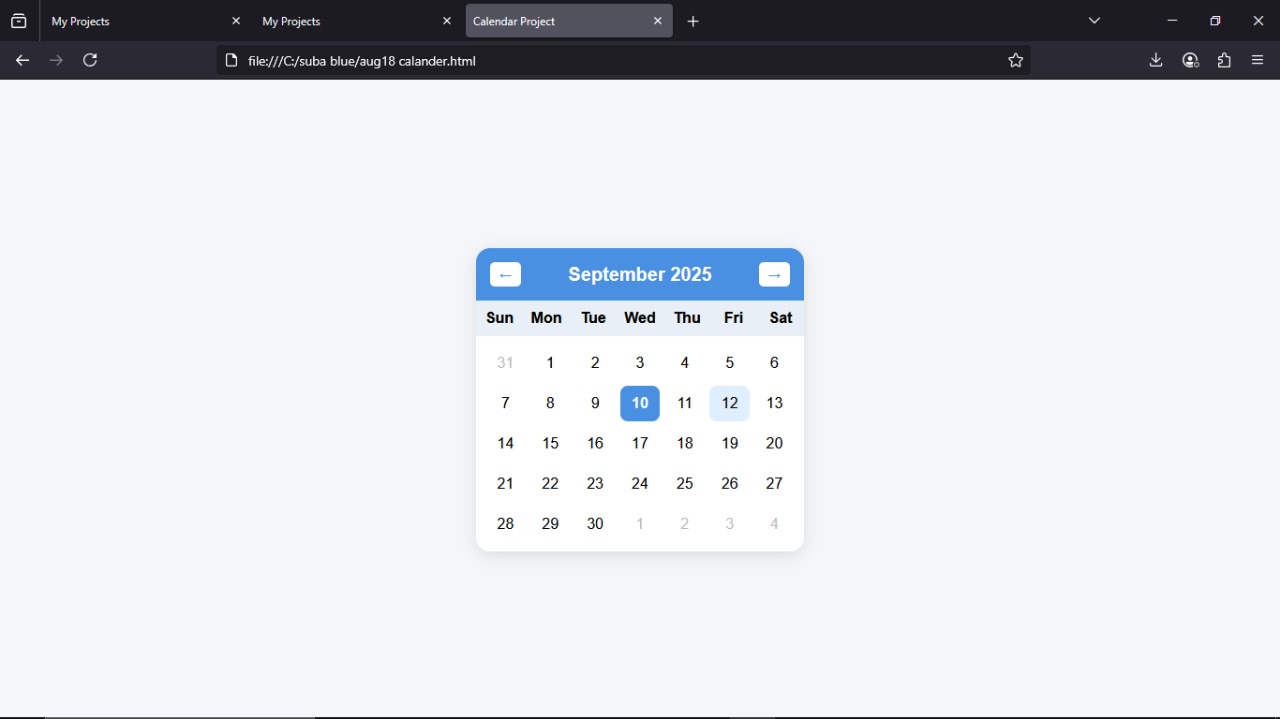 My Projects My Projects Calendar Project
file:///C:/suba blue/aug18 calander.html
← September 2025 →
Sun Mon Tue Wed Thu Fri Sat
31 1 2 3 4 5 6
7 8 9 10 11 12 13
14 15 16 17 18 19 20
21 22 23 24 25 26 27
28 29 30 1 2 3 4